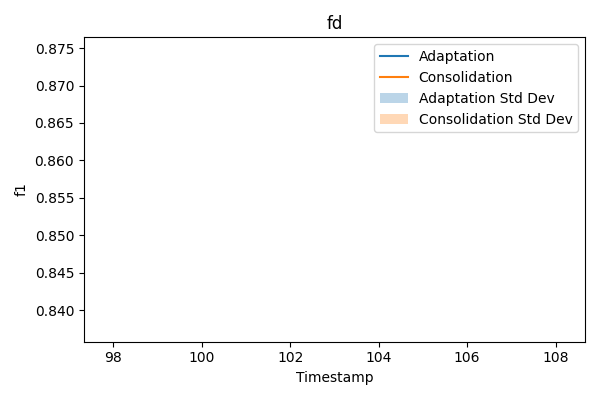 fd
0.875
0.870
0.865
0.860
0.855
0.850
0.845
0.840
f1
98 100 102 104 106 108
Timestamp
Adaptation
Consolidation
Adaptation Std Dev
Consolidation Std Dev